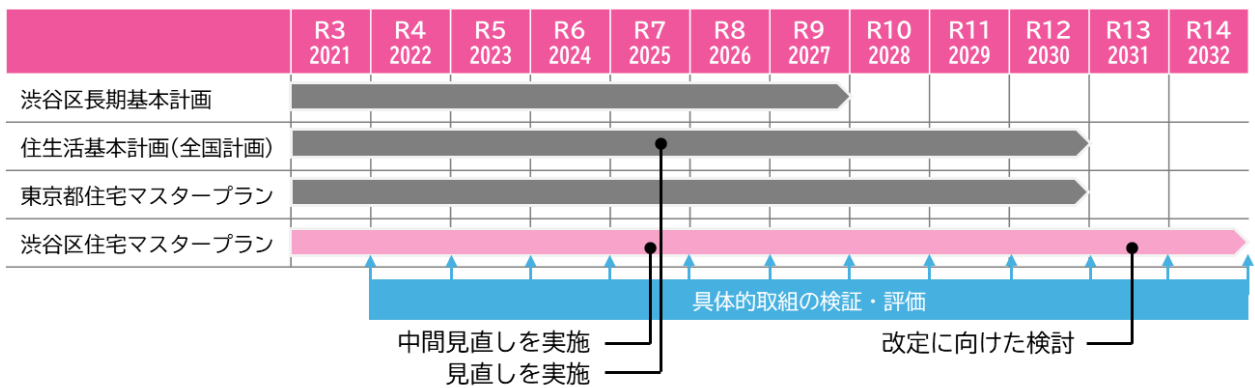 R3 R4 R5 R6 R7 R8 R9 R10 R11 R12 R13 R14
2021 2022 2023 2024 2025 2026 2027 2028 2029 2030 2031 2032
渋谷区長期基本計画
住生活基本計画(全国計画)
東京都住宅マスタープラン
渋谷区住宅マスタープラン
具体的取組の検証・評価
中間見直しを実施 改定に向けた検討
見直しを実施